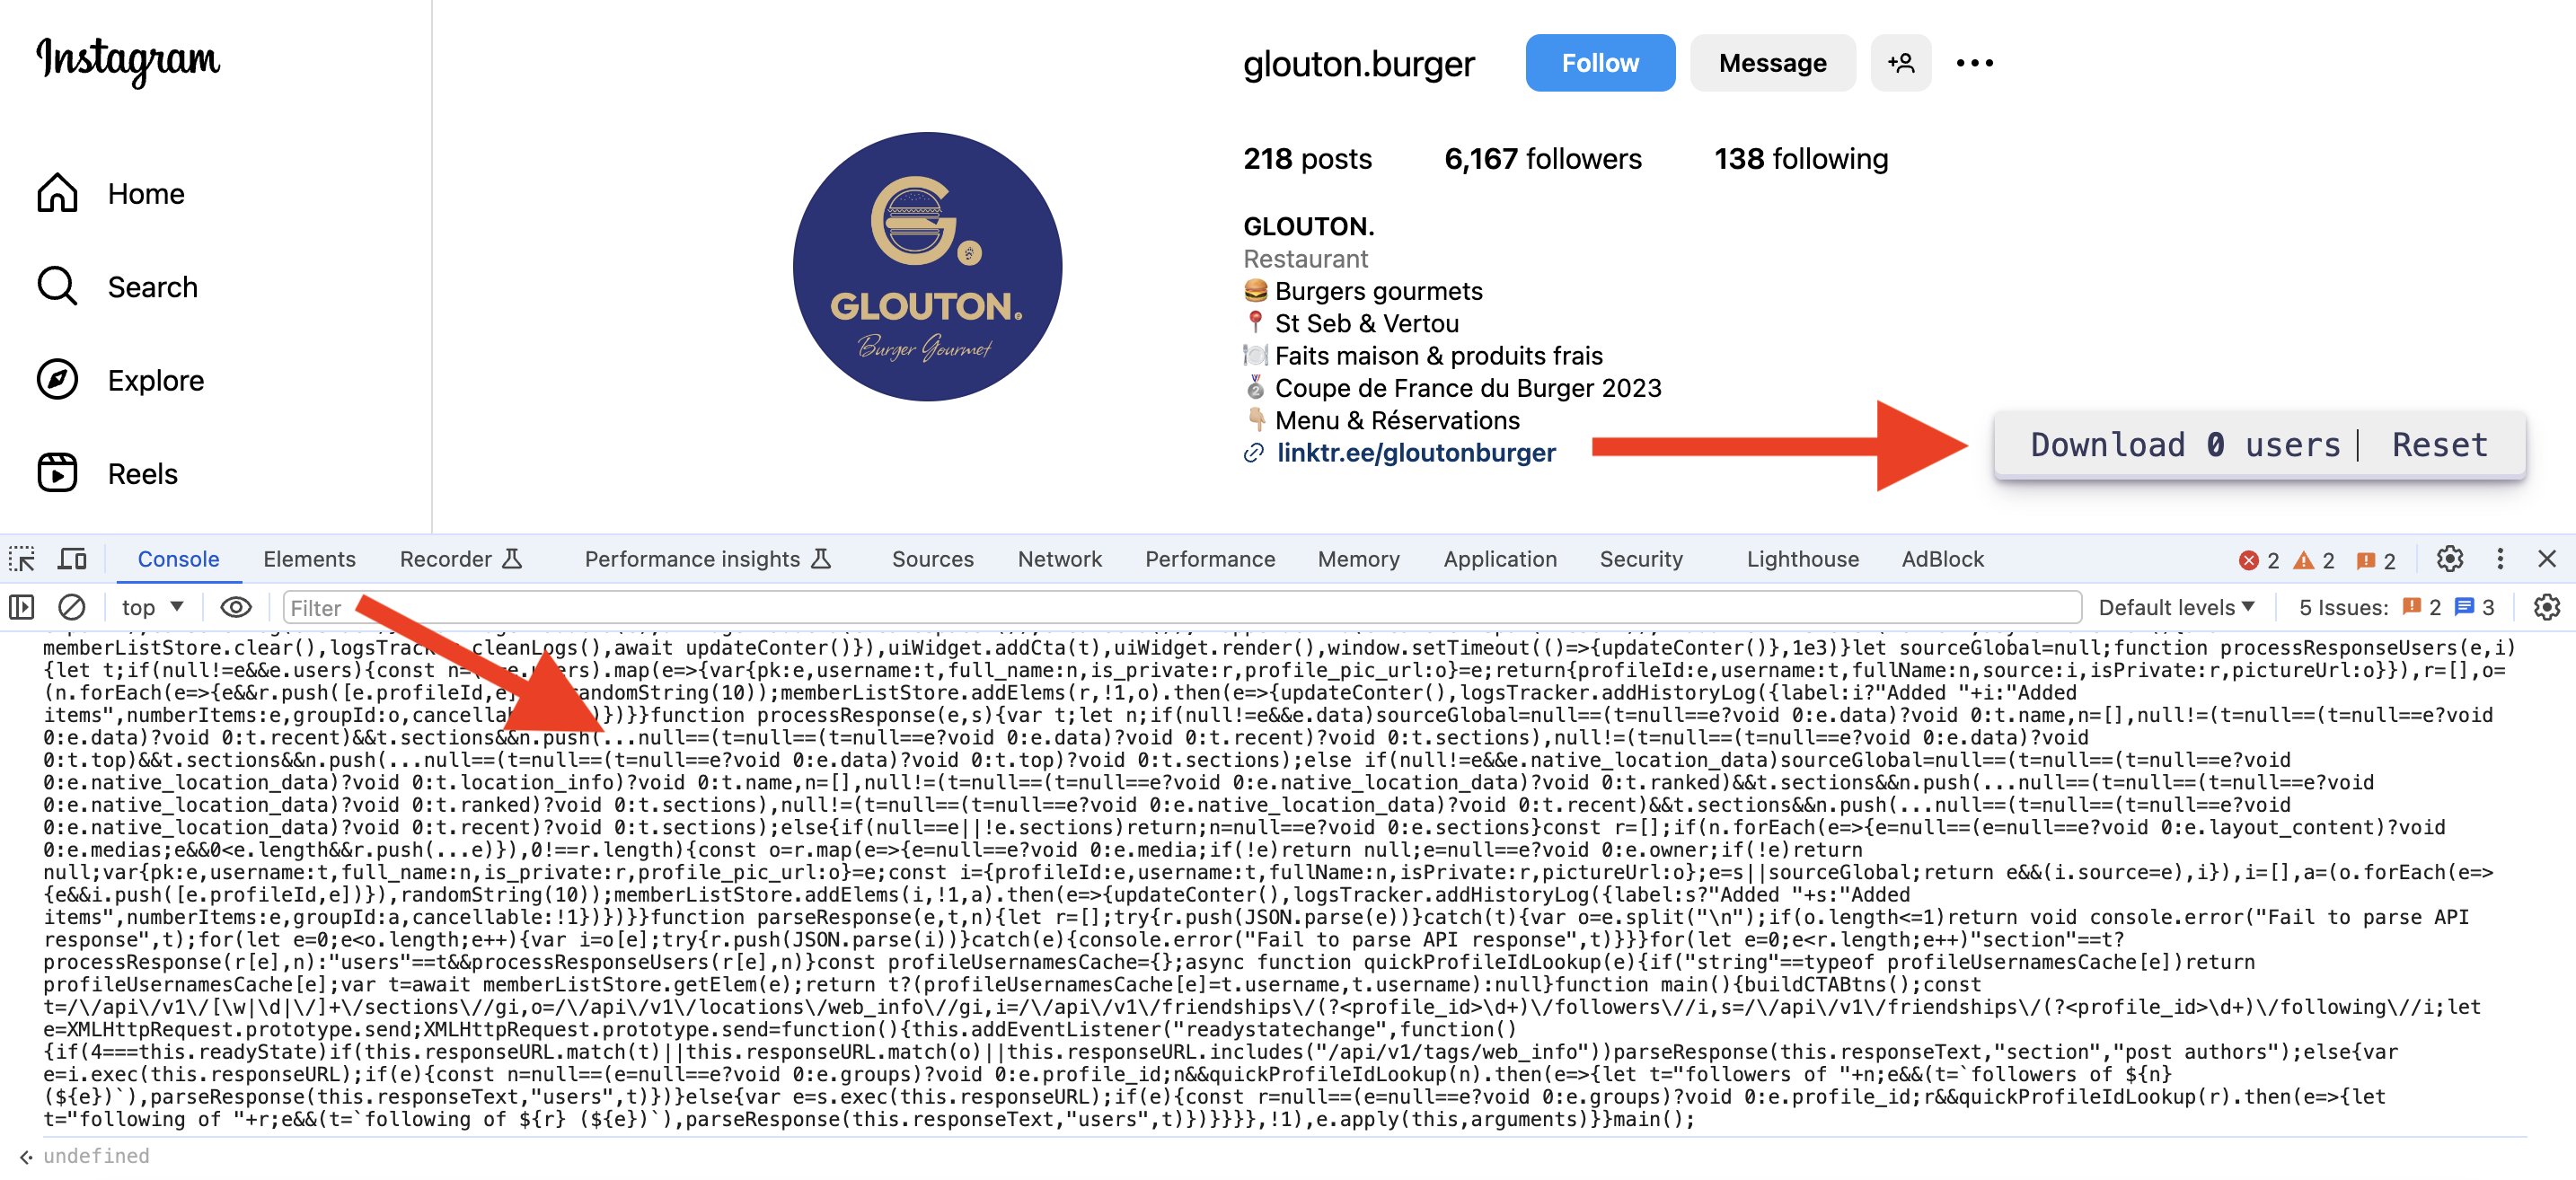 Instagram
Home
Search
Explore
Reels
GLOUTON.
Burger Gourmet
glouton.burger Follow Message
218 posts 6,167 followers 138 following
GLOUTON.
Restaurant
🍔 Burgers gourmets
📍 St Seb & Vertou
🍽️ Faits maison & produits frais
🥈 Coupe de France du Burger 2023
👇🏼 Menu & Réservations
linktr.ee/gloutonburger
Download 0 users | Reset
Console Elements Recorder Performance insights Sources Network Performance Memory Application Security Lighthouse AdBlock 2 2 2
top Filter Default levels 5 Issues: 2 3
memberListStore.clear(),logsTrack cleanLogs(),await updateConter()}),uiWidget.addCta(t),uiWidget.render(),window.setTimeout(()=>{updateConter()},1e3)}let sourceGlobal=null;function processResponseUsers(e,i)
{let t;if(null!=e&&e.users){const n= users).map(e=>{var{pk:e,username:t,full_name:n,is_private:r,profile_pic_url:o}=e;return{profileId:e,username:t,fullName:n,source:i,isPrivate:r,pictureUrl:o}}),r=[],o=
(n.forEach(e=>{e&&r.push([e.profileId,e] randomString(10));memberListStore.addElems(r,!1,o).then(e=>{updateConter(),logsTracker.addHistoryLog({label:i?"Added "+i:"Added
items",numberItems:e,groupId:o,cancella )})}}function processResponse(e,s){var t;let n;if(null!=e&&e.data)sourceGlobal=null==(t=null==e?void 0:e.data)?void 0:t.name,n=[],null!=(t=null==(t=null==e?void
0:e.data)?void 0:t.recent)&&t.sections&&n.push(...null==(t=null==(t=null==e?void 0:e.data)?void 0:t.recent)?void 0:t.sections),null!=(t=null==(t=null==e?void 0:e.data)?void
0:t.top)&&t.sections&&n.push(...null==(t=null==(t=null==e?void 0:e.data)?void 0:t.top)?void 0:t.sections);else if(null!=e&&e.native_location_data)sourceGlobal=null==(t=null==(t=null==e?void
0:e.native_location_data)?void 0:t.location_info)?void 0:t.name,n=[],null!=(t=null==(t=null==e?void 0:e.native_location_data)?void 0:t.ranked)&&t.sections&&n.push(...null==(t=null==(t=null==e?void
0:e.native_location_data)?void 0:t.ranked)?void 0:t.sections),null!=(t=null==(t=null==e?void 0:e.native_location_data)?void 0:t.recent)&&t.sections&&n.push(...null==(t=null==(t=null==e?void
0:e.native_location_data)?void 0:t.recent)?void 0:t.sections);else{if(null==e||!e.sections)return;n=null==e?void 0:e.sections}const r=[];if(n.forEach(e=>{e=null==(e=null==e?void 0:e.layout_content)?void
0:e.medias;e&&0<e.length&&r.push(...e)}),0!==r.length){const o=r.map(e=>{e=null==e?void 0:e.media;if(!e)return null;e=null==e?void 0:e.owner;if(!e)return
null;var{pk:e,username:t,full_name:n,is_private:r,profile_pic_url:o}=e;const i={profileId:e,username:t,fullName:n,isPrivate:r,pictureUrl:o};e=s||sourceGlobal;return e&&(i.source=e),i}),i=[],a=(o.forEach(e=>
{e&&i.push([e.profileId,e])}),randomString(10));memberListStore.addElems(i,!1,a).then(e=>{updateConter(),logsTracker.addHistoryLog({label:s?"Added "+s:"Added
items",numberItems:e,groupId:a,cancellable:!1})})}}function parseResponse(e,t,n){let r=[];try{r.push(JSON.parse(e))}catch(t){var o=e.split("\n");if(o.length<=1)return void console.error("Fail to parse API
response",t);for(let e=0;e<o.length;e++){var i=o[e];try{r.push(JSON.parse(i))}catch(e){console.error("Fail to parse API response",t)}}}for(let e=0;e<r.length;e++)"section"==t?
processResponse(r[e],n):"users"==t&&processResponseUsers(r[e],n)}const profileUsernamesCache={};async function quickProfileIdLookup(e){if("string"==typeof profileUsernamesCache[e])return
profileUsernamesCache[e];var t=await memberListStore.getElem(e);return t?(profileUsernamesCache[e]=t.username,t.username):null}function main(){buildCTABtns();const
t=/\/api\/v1\/[\w|\d|\/]+\/sections\//gi,o=/\/api\/v1\/locations\/web_info\//gi,i=/\/api\/v1\/friendships\/(?<profile_id>\d+)\/followers\//i,s=/\/api\/v1\/friendships\/(?<profile_id>\d+)\/following\//i;let
e=XMLHttpRequest.prototype.send;XMLHttpRequest.prototype.send=function(){this.addEventListener("readystatechange",function()
{if(4===this.readyState)if(this.responseURL.match(t)||this.responseURL.match(o)||this.responseURL.includes("/api/v1/tags/web_info"))parseResponse(this.responseText,"section","post authors");else{var
e=i.exec(this.responseURL);if(e){const n=null==(e=null==e?void 0:e.groups)?void 0:e.profile_id;n&&quickProfileIdLookup(n).then(e=>{let t="followers of "+n;e&&(t=`followers of ${n}
(${e})`),parseResponse(this.responseText,"users",t)})}else{var e=s.exec(this.responseURL);if(e){const r=null==(e=null==e?void 0:e.groups)?void 0:e.profile_id;r&&quickProfileIdLookup(r).then(e=>{let
t="following of "+r;e&&(t=`following of ${r} (${e})`),parseResponse(this.responseText,"users",t)})}}}},!1),e.apply(this,arguments)}}main();
undefined